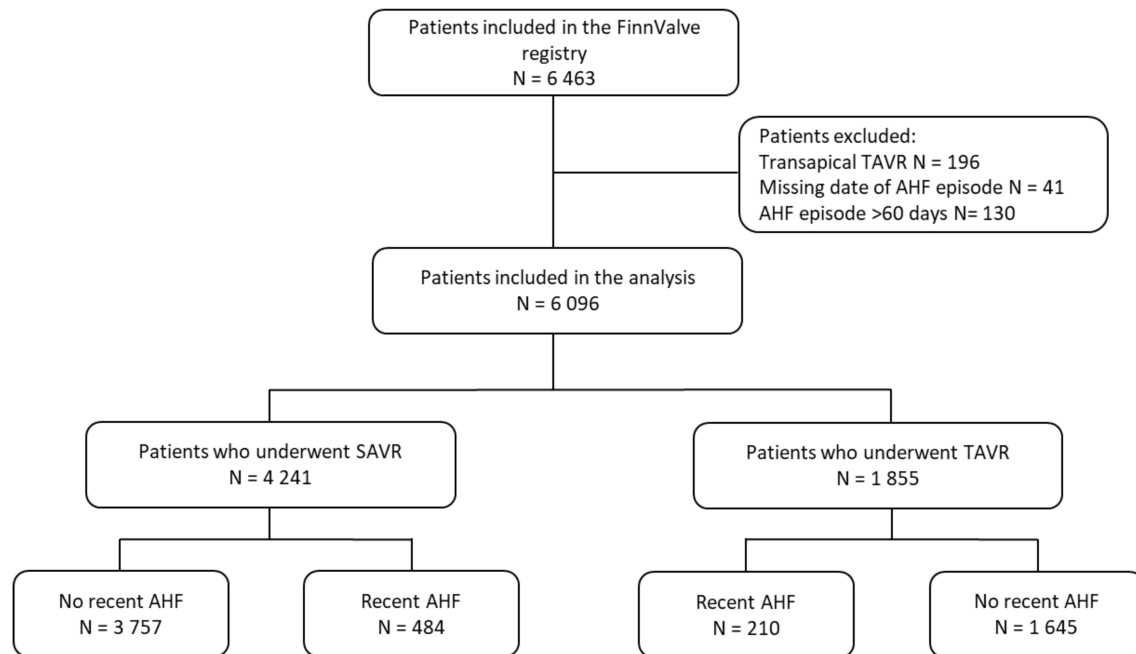 Patients included in the FinnValve
registry
N = 6 463
Patients excluded:
Transapical TAVR N = 196
Missing date of AHF episode N = 41
AHF episode >60 days N= 130
Patients included in the analysis
N = 6 096
Patients who underwent SAVR
N = 4 241
Patients who underwent TAVR
N = 1 855
No recent AHF
N = 3 757
Recent AHF
N = 484
Recent AHF
N = 210
No recent AHF
N = 1 645